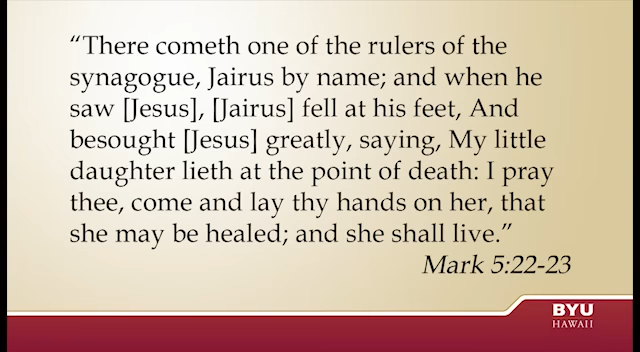 “There cometh one of the rulers of the
synagogue, Jairus by name; and when he
saw [Jesus], [Jairus] fell at his feet, And
besought [Jesus] greatly, saying, My little
daughter lieth at the point of death: I pray
thee, come and lay thy hands on her, that
she may be healed; and she shall live.”
Mark 5:22-23
BYU
HAWAII